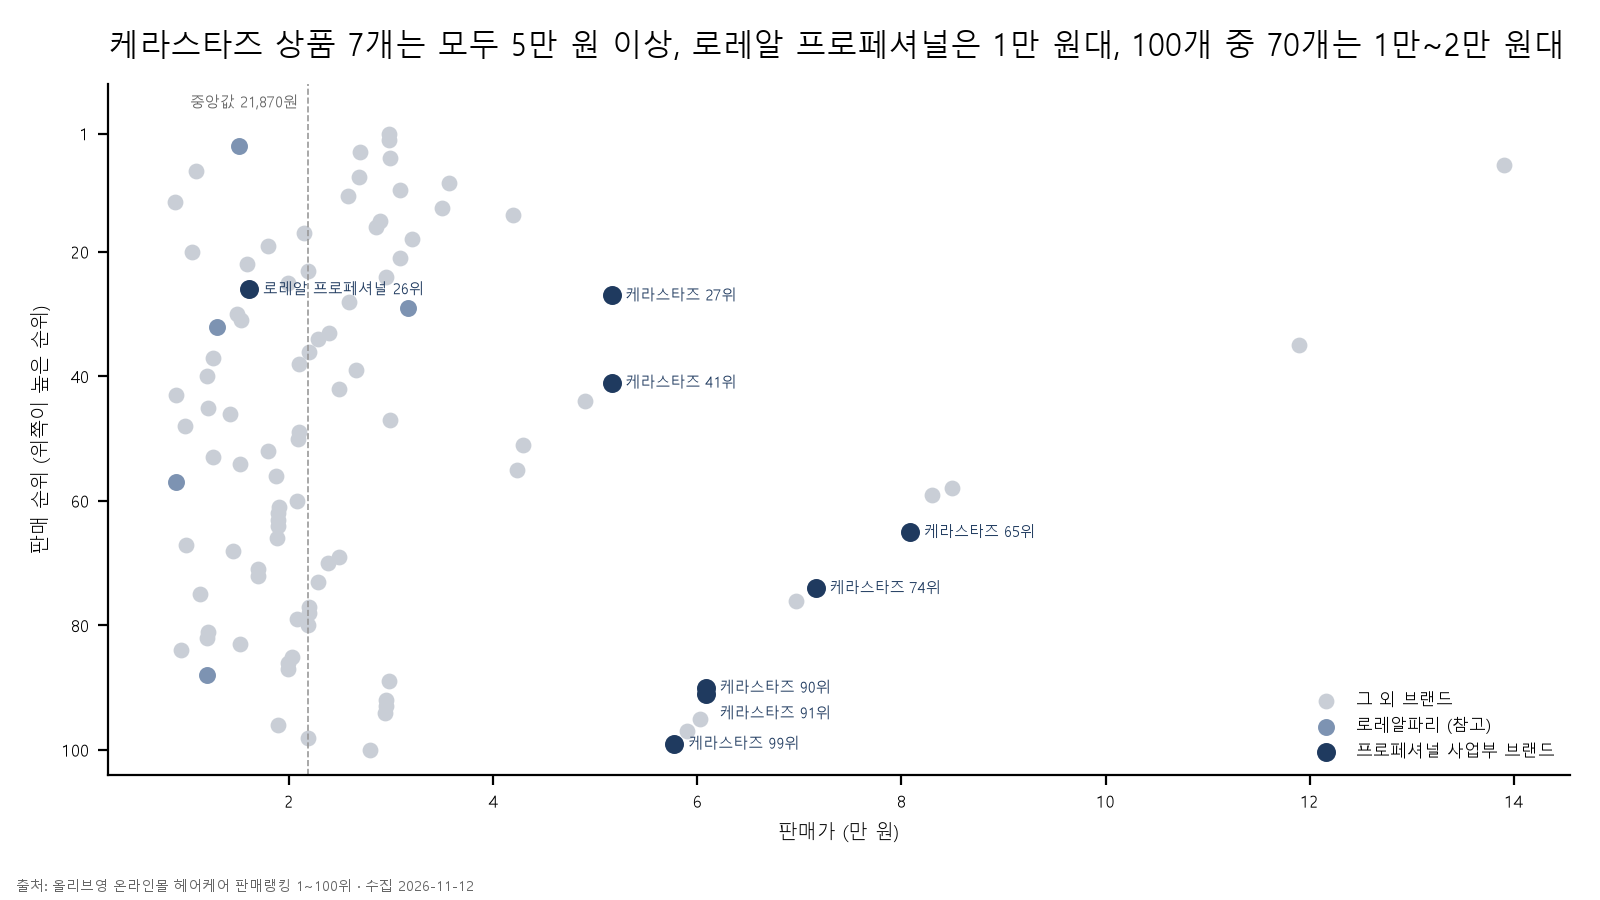 케라스타즈 상품 7개는 모두 5만 원 이상, 로레알 프로페셔널은 1만 원대, 100개 중 70개는 1만~2만 원대
중앙값 21,870원
판매 순위 (위쪽이 높은 순위)
1
20
40
60
80
100
로레알 프로페셔널 26위
케라스타즈 27위
케라스타즈 41위
케라스타즈 65위
케라스타즈 74위
케라스타즈 90위
케라스타즈 91위
케라스타즈 99위
그 외 브랜드
로레알파리 (참고)
프로페셔널 사업부 브랜드
2 4 6 8 10 12 14
판매가 (만 원)
출처: 올리브영 온라인몰 헤어케어 판매랭킹 1~100위 · 수집 2026-11-12